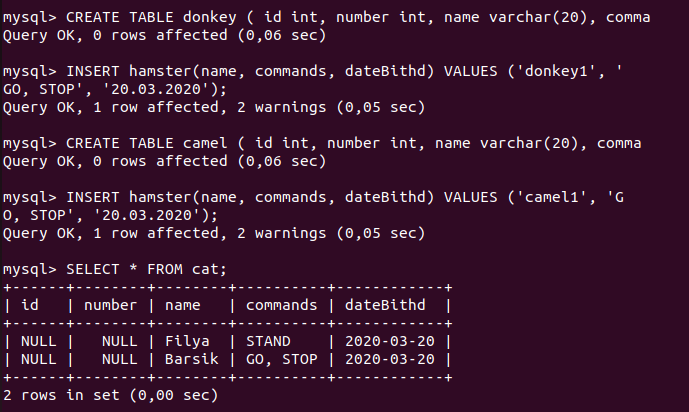 mysql> CREATE TABLE donkey ( id int, number int, name varchar(20), comma
Query OK, 0 rows affected (0,06 sec)
mysql> INSERT hamster(name, commands, dateBithd) VALUES ('donkey1', '
GO, STOP', '20.03.2020');
Query OK, 1 row affected, 2 warnings (0,05 sec)
mysql> CREATE TABLE camel ( id int, number int, name varchar(20), comma
Query OK, 0 rows affected (0,06 sec)
mysql> INSERT hamster(name, commands, dateBithd) VALUES ('camel1', 'G
O, STOP', '20.03.2020');
Query OK, 1 row affected, 2 warnings (0,05 sec)
mysql> SELECT * FROM cat;
+------+--------+--------+----------+------------+
| id   | number | name   | commands | dateBithd  |
+------+--------+--------+----------+------------+
| NULL |   NULL | Filya  | STAND    | 2020-03-20 |
| NULL |   NULL | Barsik | GO, STOP | 2020-03-20 |
+------+--------+--------+----------+------------+
2 rows in set (0,00 sec)